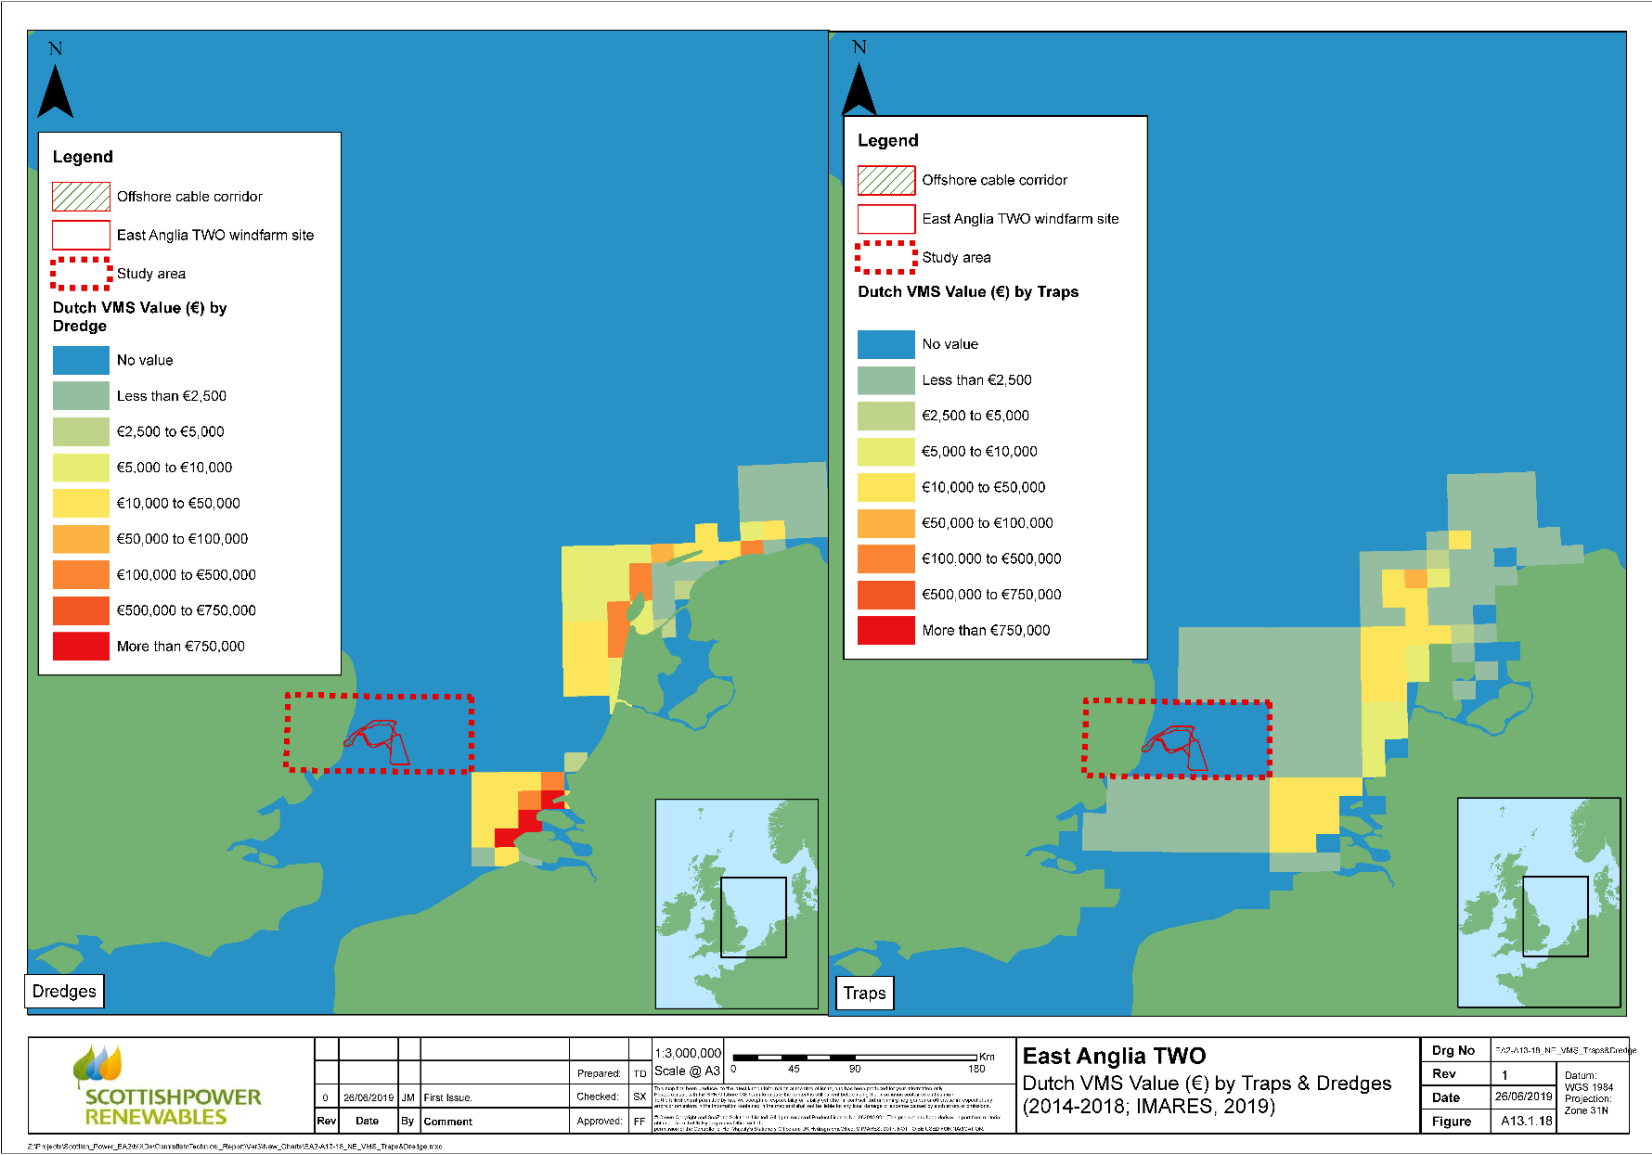 N
Legend
Offshore cable corridor
East Anglia TWO windfarm site
Study area
Dutch VMS Value (€) by
Dredge
No value
Less than €2,500
€2,500 to €5,000
€5,000 to €10,000
€10,000 to €50,000
€50,000 to €100,000
€100,000 to €500,000
€500,000 to €750,000
More than €750,000
Dredges
N
Legend
Offshore cable corridor
East Anglia TWO windfarm site
Study area
Dutch VMS Value (€) by Traps
No value
Less than €2,500
€2,500 to €5,000
€5,000 to €10,000
€10,000 to €50,000
€50,000 to €100,000
€100,000 to €500,000
€500,000 to €750,000
More than €750,000
Traps
SCOTTISHPOWER
RENEWABLES
0 26/06/2019 JM First Issue.
Rev Date By Comment
Prepared: TD
Checked: SX
Approved: FF
1:3,000,000
Scale @ A3
0 45 90 180
Km
East Anglia TWO
Dutch VMS Value (€) by Traps & Dredges
(2014-2018; IMARES, 2019)
Drg No EA2-A13-18_NE_VMS_Traps&Dredge
Rev 1
Date 26/06/2019
Figure A13.1.18
Datum:
WGS 1984
Projection:
Zone 31N